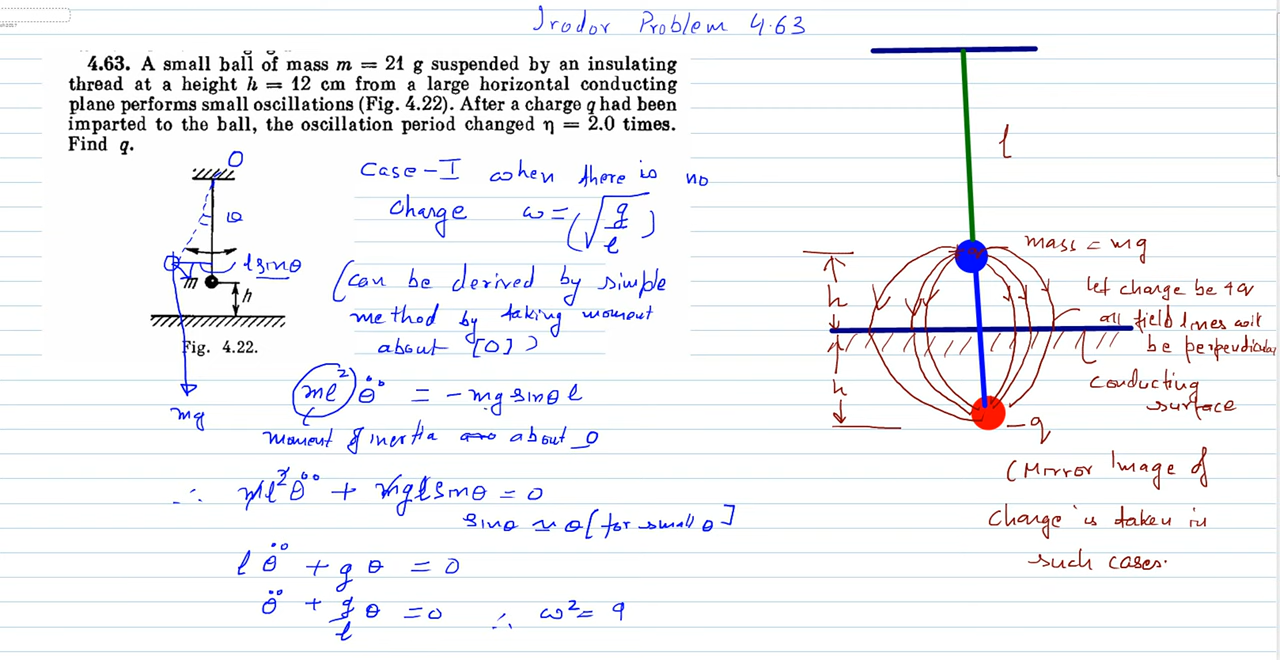 Irodov Problem 4.63
4.63. A small ball of mass m = 21 g suspended by an insulating
thread at a height h = 12 cm from a large horizontal conducting
plane performs small oscillations (Fig. 4.22). After a charge q had been
imparted to the ball, the oscillation period changed η = 2.0 times.
Find q.
O
θ
l sinθ
m
h
Fig. 4.22.
mg
Case-I when there is no
charge ω = (√g/l)
(can be derived by simple
method by taking moment
about [O])
(ml²)θ̈ = -mg sinθ l
moment of inertia about O
∴ ml²θ̈ + mglsinθ = 0
sinθ ≃ θ [for small θ]
lθ̈ + gθ = 0
θ̈ + g/l θ = 0 ∴ ω² = g
l
mass = mg
let charge be +q
all field lines will
be perpendicular
conducting
surface
h
h
-q
(Mirror Image of
charge is taken in
such cases.